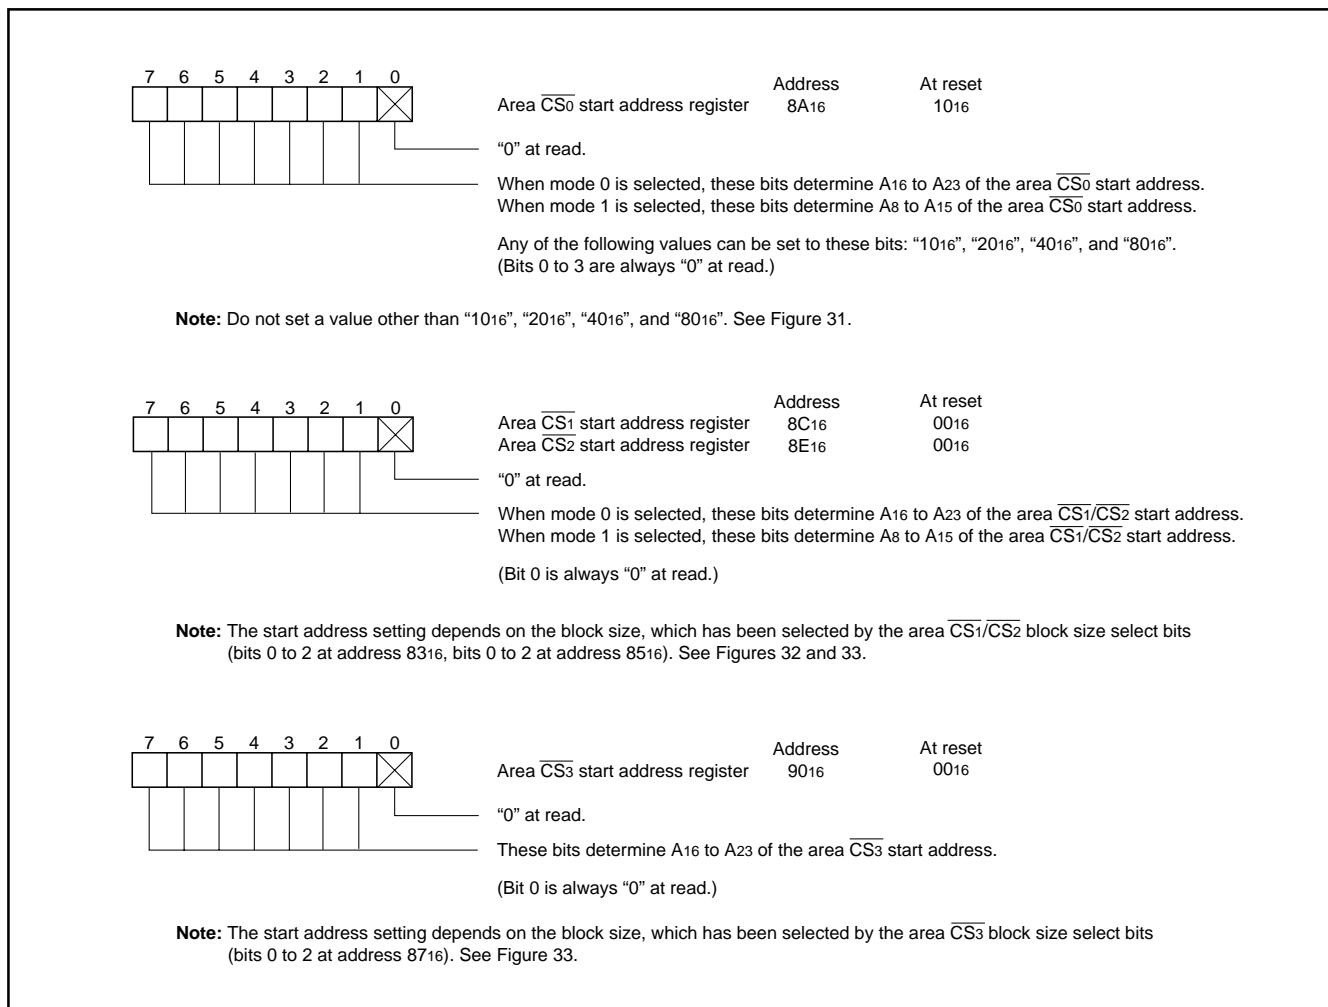 7 6 5 4 3 2 1 0
Address At reset
Area CS0 start address register 8A16 1016
“0” at read.
When mode 0 is selected, these bits determine A16 to A23 of the area CS0 start address.
When mode 1 is selected, these bits determine A8 to A15 of the area CS0 start address.
Any of the following values can be set to these bits: “1016”, “2016”, “4016”, and “8016”.
(Bits 0 to 3 are always “0” at read.)
Note: Do not set a value other than “1016”, “2016”, “4016”, and “8016”. See Figure 31.
7 6 5 4 3 2 1 0
Address At reset
Area CS1 start address register 8C16 0016
Area CS2 start address register 8E16 0016
“0” at read.
When mode 0 is selected, these bits determine A16 to A23 of the area CS1/CS2 start address.
When mode 1 is selected, these bits determine A8 to A15 of the area CS1/CS2 start address.
(Bit 0 is always “0” at read.)
Note: The start address setting depends on the block size, which has been selected by the area CS1/CS2 block size select bits
(bits 0 to 2 at address 8316, bits 0 to 2 at address 8516). See Figures 32 and 33.
7 6 5 4 3 2 1 0
Address At reset
Area CS3 start address register 9016 0016
“0” at read.
These bits determine A16 to A23 of the area CS3 start address.
(Bit 0 is always “0” at read.)
Note: The start address setting depends on the block size, which has been selected by the area CS3 block size select bits
(bits 0 to 2 at address 8716). See Figure 33.